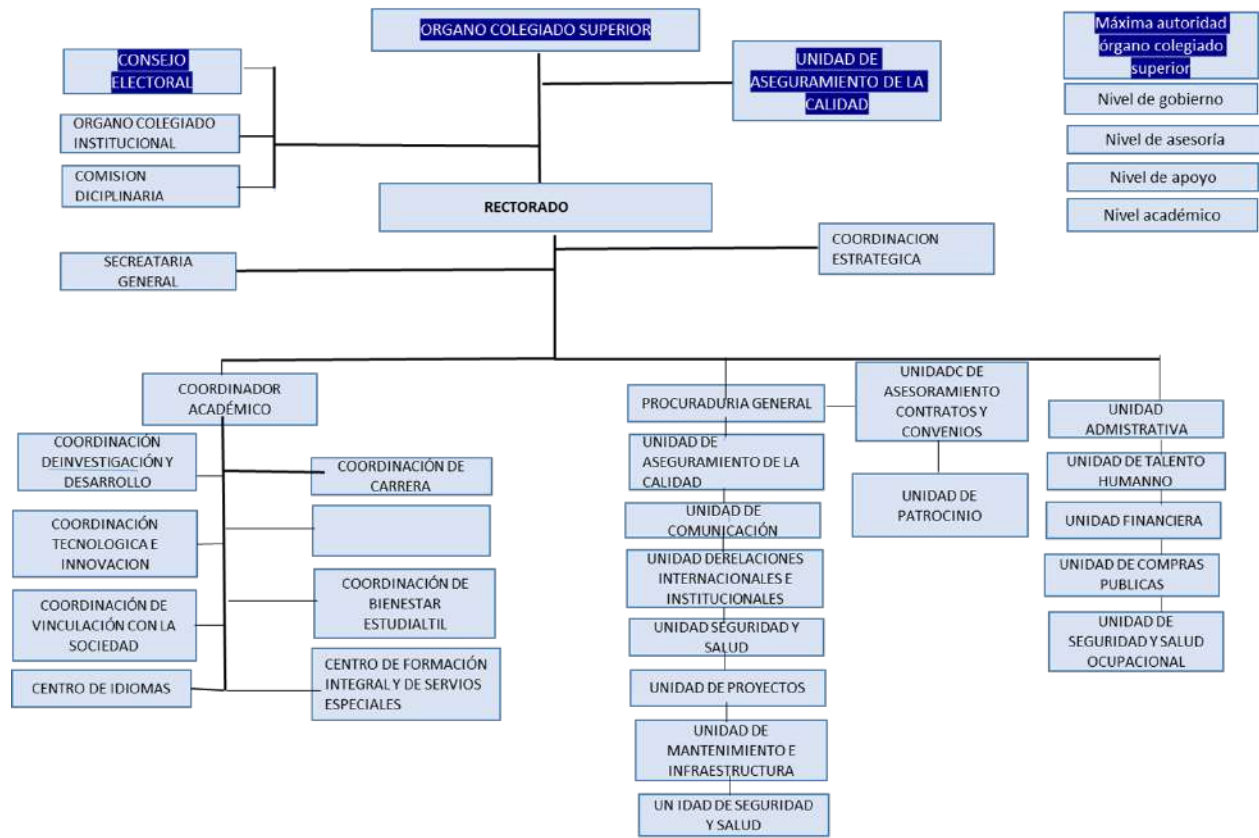 ORGANO COLEGIADO SUPERIOR
CONSEJO
ELECTORAL
UNIDAD DE
ASEGURAMIENTO DE LA
CALIDAD
Máxima autoridad
órgano colegiado
superior
Nivel de gobierno
Nivel de asesoría
Nivel de apoyo
Nivel académico
ORGANO COLEGIADO
INSTITUCIONAL
COMISION
DICIPLINARIA
RECTORADO
SECREATARIA
GENERAL
COORDINACION
ESTRATEGICA
COORDINADOR
ACADÉMICO
COORDINACIÓN
DEINVESTIGACIÓN Y
DESARROLLO
COORDINACIÓN DE
CARRERA
COORDINACIÓN
TECNOLOGICA E
INNOVACION
COORDINACIÓN DE
BIENESTAR
ESTUDIALTIL
COORDINACIÓN DE
VINCULACIÓN CON LA
SOCIEDAD
CENTRO DE IDIOMAS
CENTRO DE FORMACIÓN
INTEGRAL Y DE SERVIOS
ESPECIALES
PROCURADURIA GENERAL
UNIDAD DE
ASEGURAMIENTO DE LA
CALIDAD
UNIDAD DE
COMUNICACIÓN
UNIDAD DERELACIONES
INTERNACIONALES E
INSTITUCIONALES
UNIDAD SEGURIDAD Y
SALUD
UNIDAD DE PROYECTOS
UNIDAD DE
MANTENIMIENTO E
INFRAESTRUCTURA
UN IDAD DE SEGURIDAD
Y SALUD
UNIDADC DE
ASESORAMIENTO
CONTRATOS Y
CONVENIOS
UNIDAD DE
PATROCINIO
UNIDAD
ADMISTRATIVA
UNIDAD DE TALENTO
HUMANNO
UNIDAD FINANCIERA
UNIDAD DE COMPRAS
PUBLICAS
UNIDAD DE
SEGURIDAD Y SALUD
OCUPACIONAL